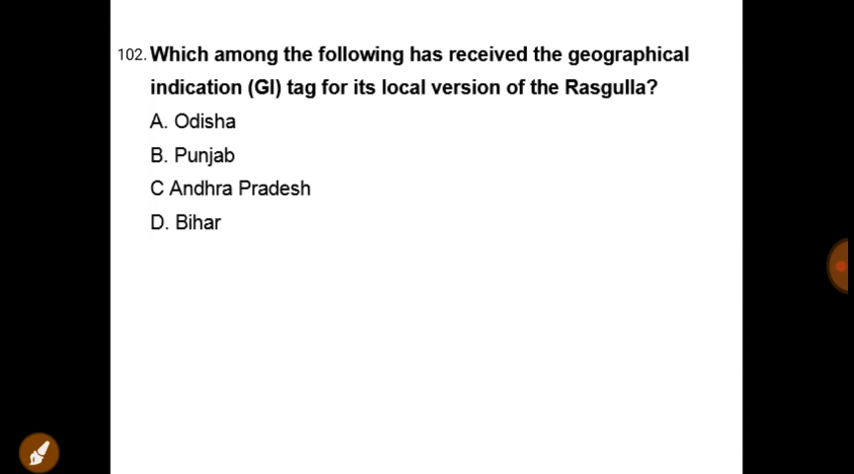 102. Which among the following has received the geographical
indication (GI) tag for its local version of the Rasgulla?
A. Odisha
B. Punjab
C Andhra Pradesh
D. Bihar